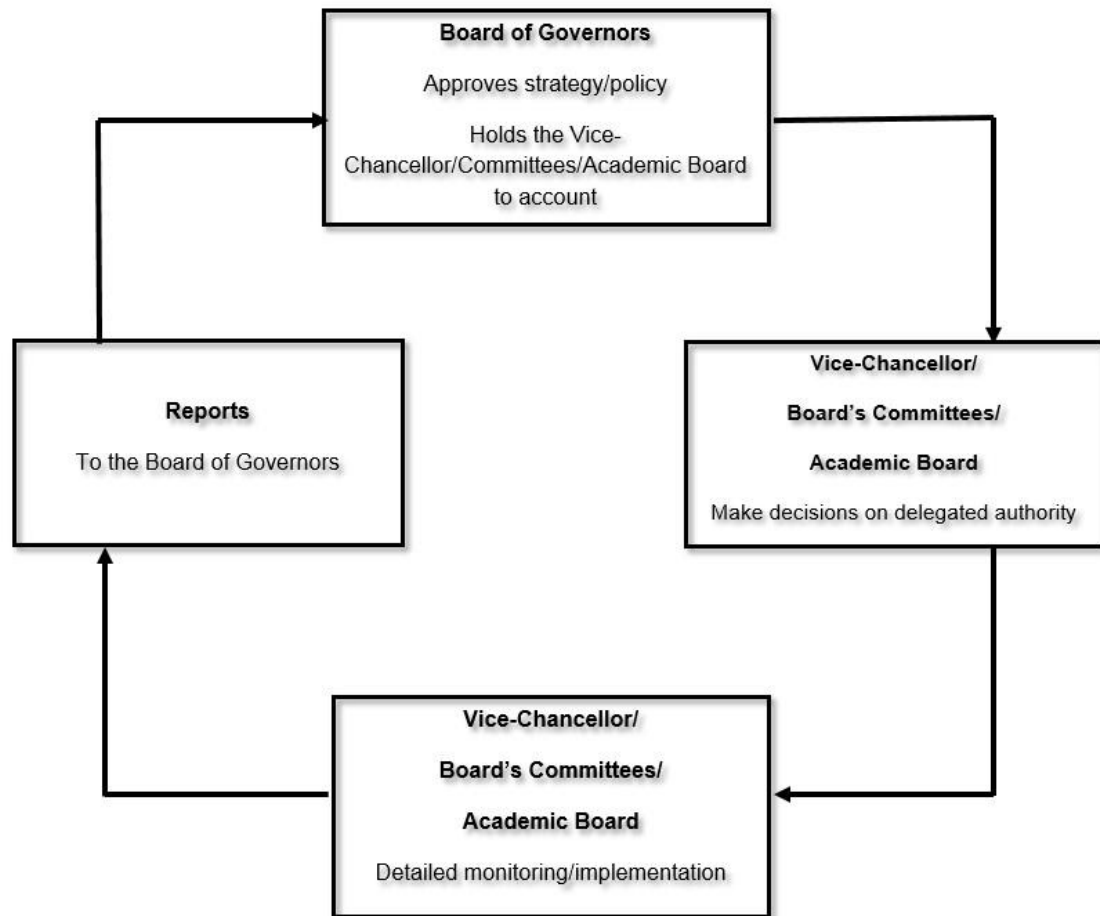 Board of Governors
Approves strategy/policy
Holds the Vice-
Chancellor/Committees/Academic Board
to account
Vice-Chancellor/
Board's Committees/
Academic Board
Make decisions on delegated authority
Vice-Chancellor/
Board's Committees/
Academic Board
Detailed monitoring/implementation
Reports
To the Board of Governors